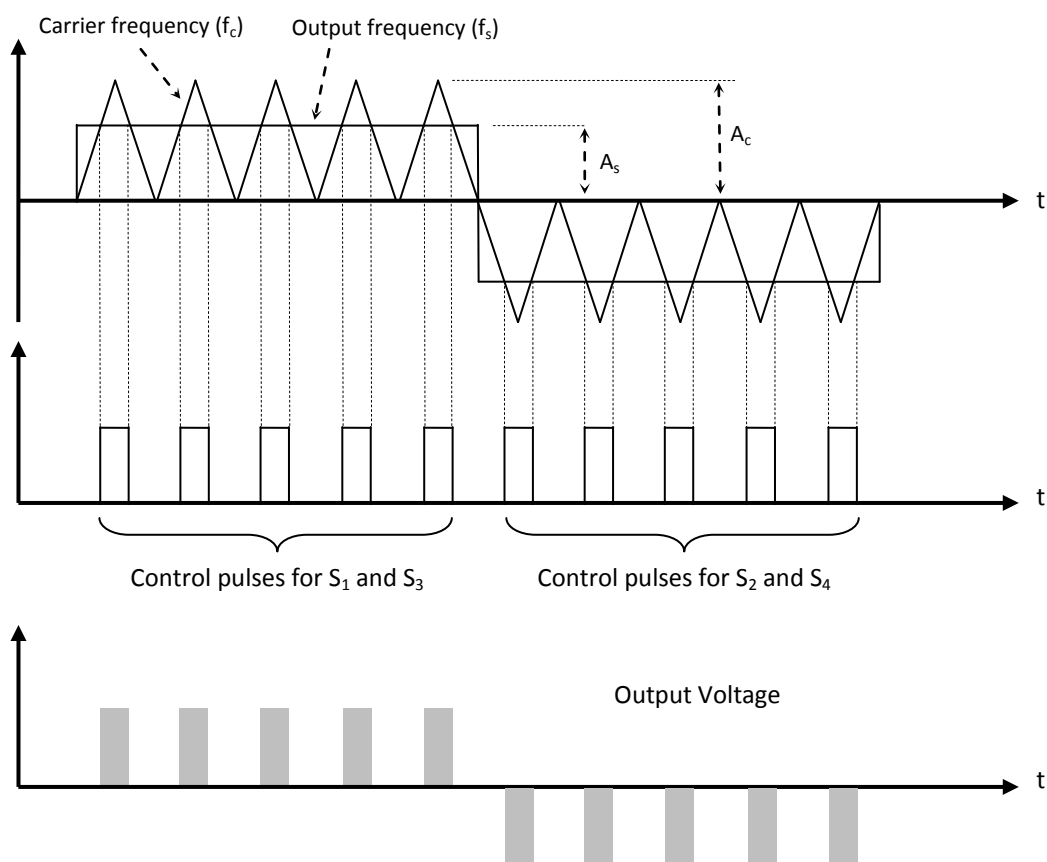 Carrier frequency (fc)
Output frequency (fs)
Ac
As
t
t
Control pulses for S1 and S3
Control pulses for S2 and S4
Output Voltage
t